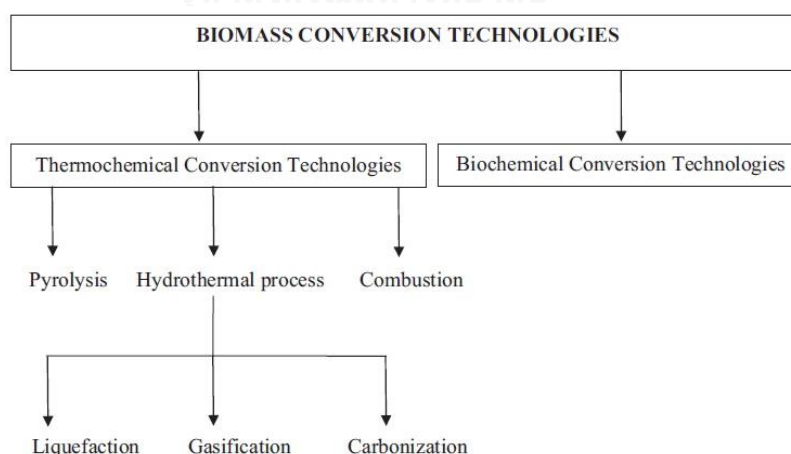 BIOMASS CONVERSION TECHNOLOGIES
Thermochemical Conversion Technologies
Biochemical Conversion Technologies
Pyrolysis
Hydrothermal process
Combustion
Liquefaction
Gasification
Carbonization